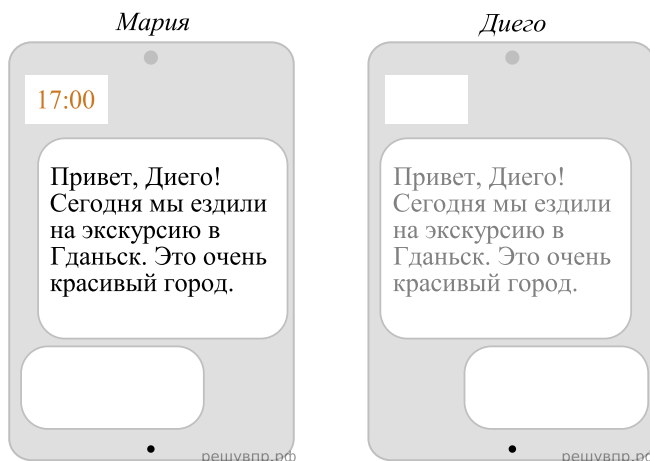 Мария
17:00
Привет, Диего!
Сегодня мы ездили
на экскурсию в
Гданьск. Это очень
красивый город.
решувпр.рф
Диего
Привет, Диего!
Сегодня мы ездили
на экскурсию в
Гданьск. Это очень
красивый город.
решувпр.рф